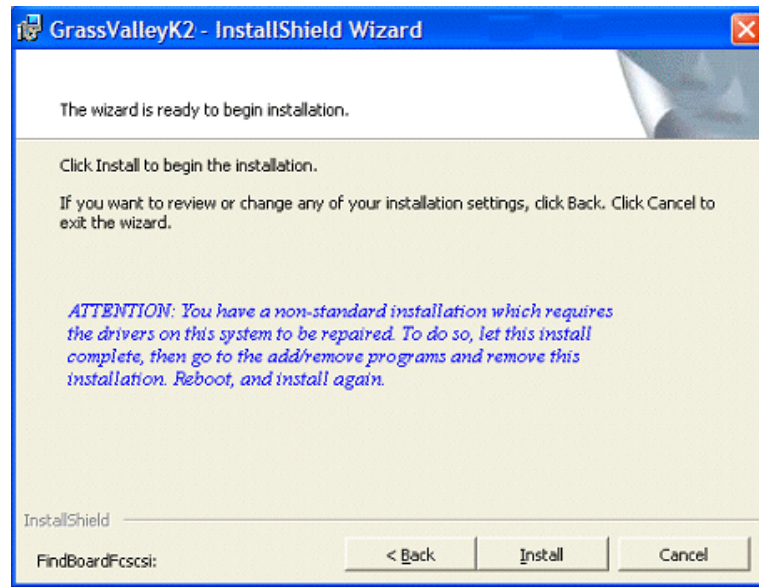 GrassValleyK2 - InstallShield Wizard
The wizard is ready to begin installation.
Click Install to begin the installation.
If you want to review or change any of your installation settings, click Back. Click Cancel to
exit the wizard.
ATTENTION: You have a non-standard installation which requires
the drivers on this system to be repaired. To do so, let this install
complete, then go to the add/remove programs and remove this
installation. Reboot, and install again.
InstallShield
FindBoardFcscsi:
< Back
Install
Cancel